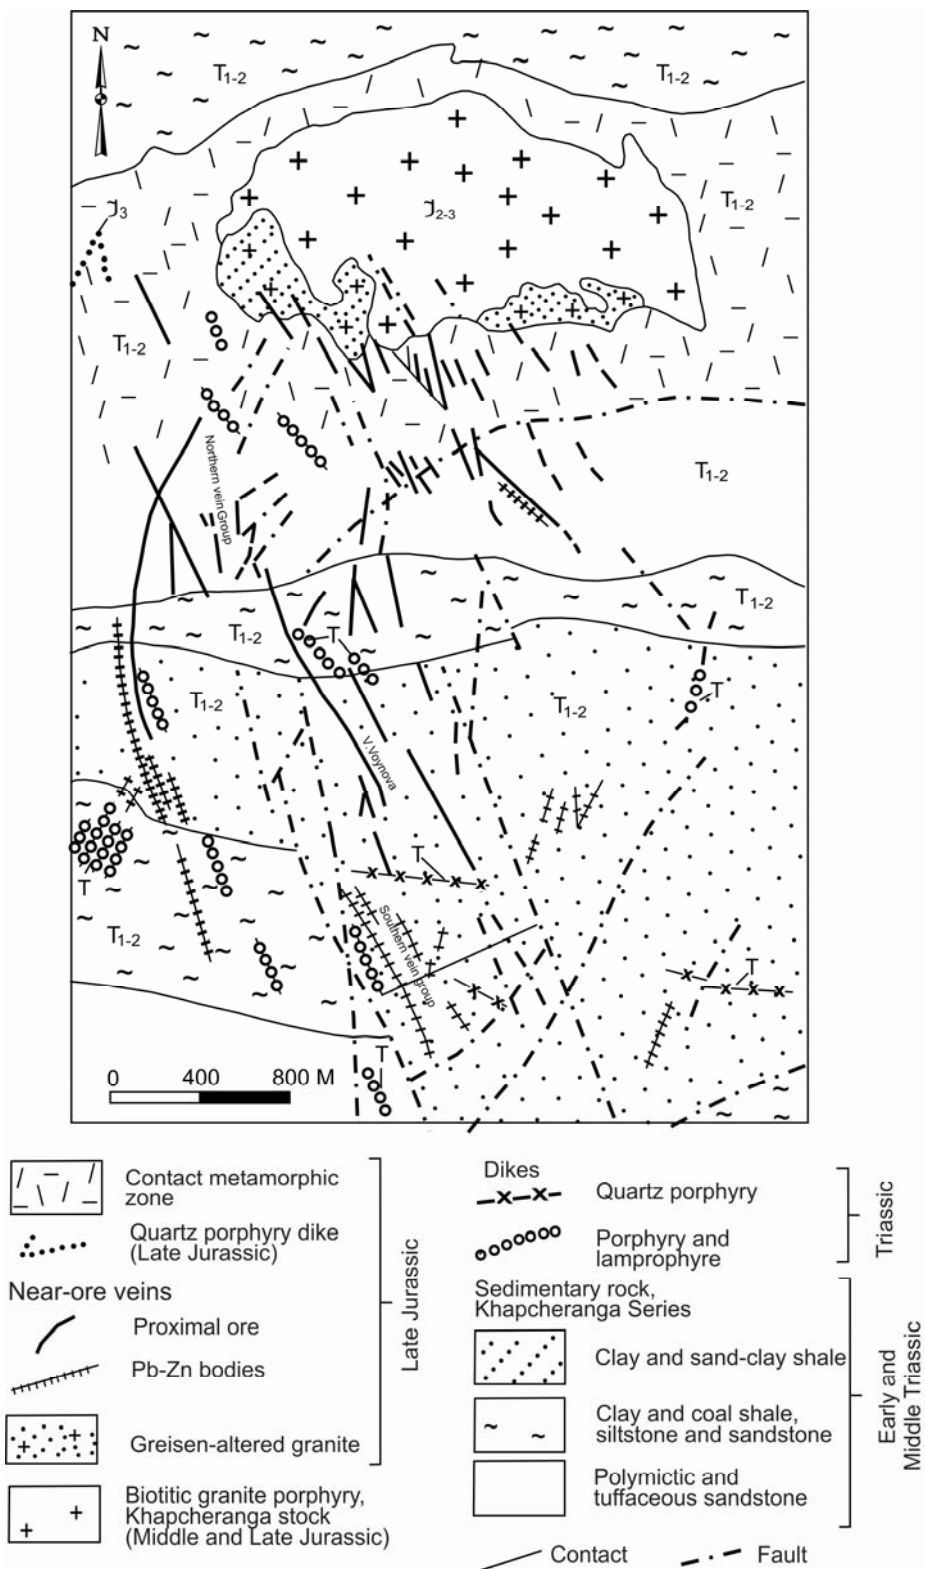 N
T1-2
T1-2
J3
J2-3
T1-2
T1-2
Northern vein Group
T1-2
T1-2
T1-2
T
T1-2
T1-2
T
V.Voynova
T
T
Southern vein group
T1-2
T
T
0 400 800 M
Contact metamorphic
zone
Quartz porphyry dike
(Late Jurassic)
Near-ore veins
Proximal ore
Pb-Zn bodies
Greisen-altered granite
Late Jurassic
Biotitic granite porphyry,
Khapcheranga stock
(Middle and Late Jurassic)
Dikes
Quartz porphyry
Porphyry and
lamprophyre
Triassic
Sedimentary rock,
Khapcheranga Series
Clay and sand-clay shale
Clay and coal shale,
siltstone and sandstone
Polymictic and
tuffaceous sandstone
Early and
Middle Triassic
Contact
Fault